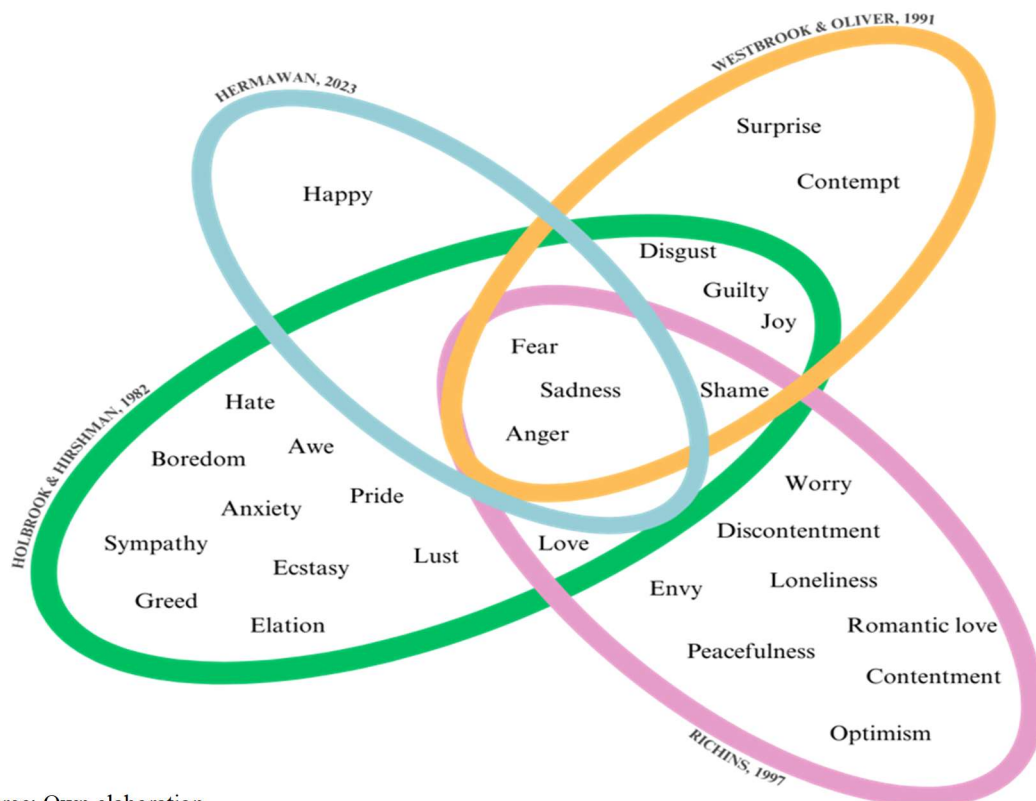 WESTBROOK & OLIVER, 1991
HERMAWAN, 2023
Surprise
Contempt
Happy
Disgust
Guilty
Joy
Fear
Sadness
Shame
Anger
HOLBROOK & HIRSHMAN, 1982
Hate
Awe
Boredom
Pride
Anxiety
Sympathy
Ecstasy
Lust
Love
Greed
Elation
Worry
Discontentment
Loneliness
Envy
Romantic love
Peacefulness
Contentment
Optimism
RICHINS, 1997
Own elaboration